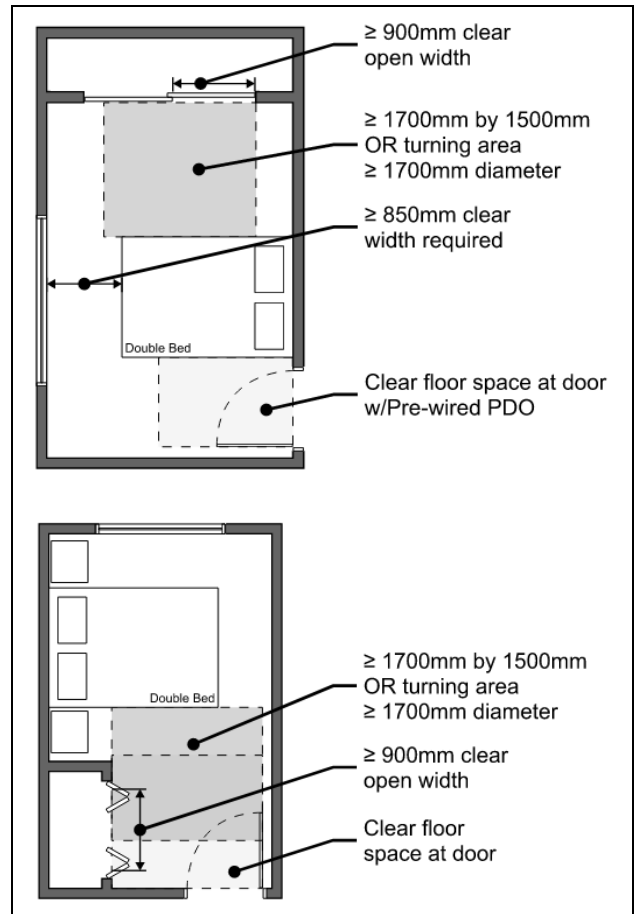 ≥ 900mm clear
open width
≥ 1700mm by 1500mm
OR turning area
≥ 1700mm diameter
≥ 850mm clear
width required
Double Bed
Clear floor space at door
w/Pre-wired PDO
Double Bed
≥ 1700mm by 1500mm
OR turning area
≥ 1700mm diameter
≥ 900mm clear
open width
Clear floor
space at door